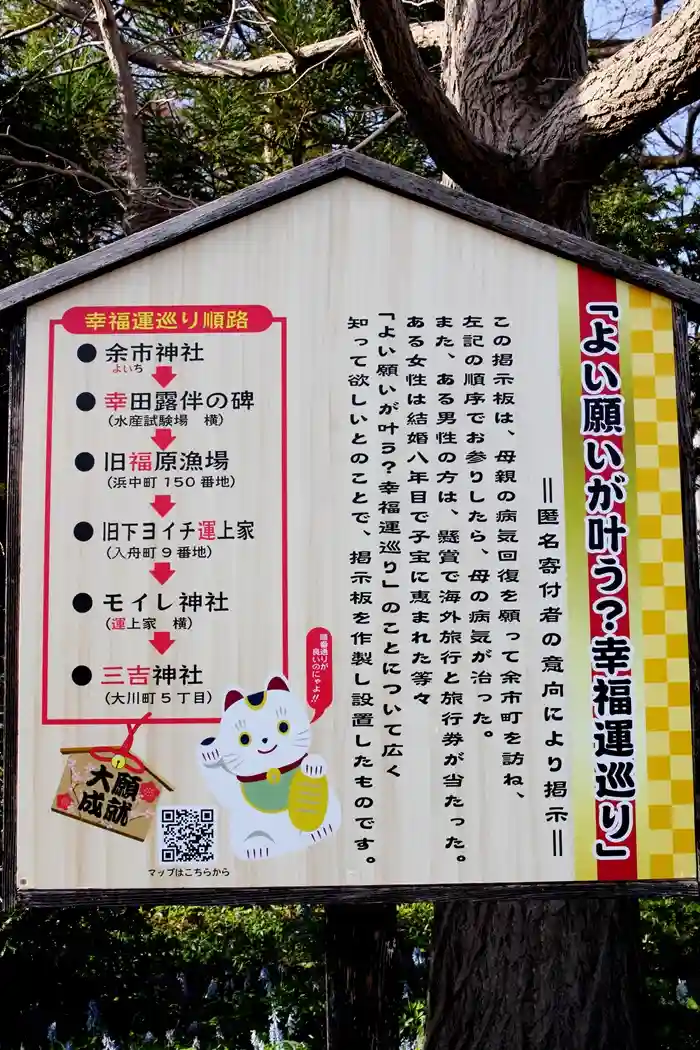 「よい願いが叶う?幸福運巡り」
＝匿名寄付者の意向により掲示＝
この掲示板は、母親の病気回復を願って余市町を訪ね、
左記の順序でお参りしたら、母の病気が治った。
また、ある男性の方は、懸賞で海外旅行と旅行券が当たった。
ある女性は結婚八年目で子宝に恵まれた等々
「よい願いが叶う?幸福運巡り」のことについて広く
知って欲しいとのことで、掲示板を作製し設置したものです。
幸福運巡り順路
●余市神社
よいち
●幸田露伴の碑
(水産試験場 横)
●旧福原漁場
(浜中町150番地)
●旧下ヨイチ運上家
(入舟町9番地)
●モイレ神社
(運上家 横)
●三吉神社
(大川町5丁目)
順番通りが
良いのにゃよ!!
大願
成就
マップはこちらから